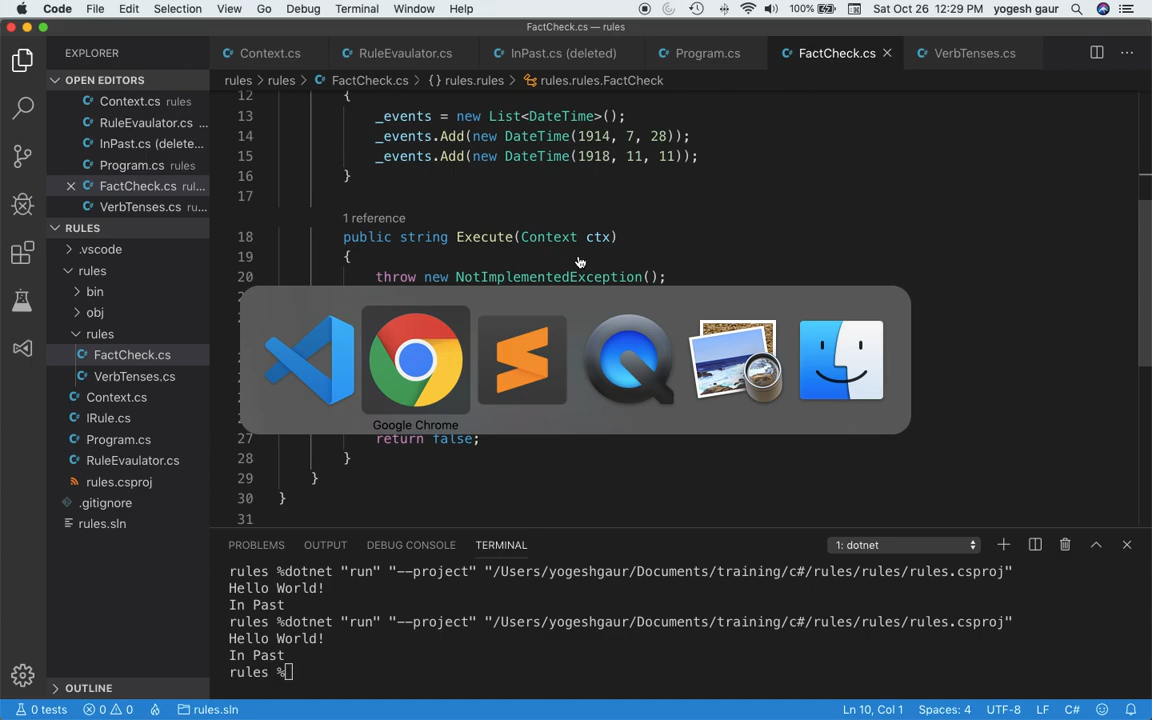 Code File Edit Selection View Go Debug Terminal Window Help 100% Sat Oct 26 12:29 PM yogesh gaur
FactCheck.cs — rules
EXPLORER
OPEN EDITORS
Context.cs rules
RuleEvaulator.cs ...
InPast.cs (delete...
Program.cs rules
FactCheck.cs rul...
VerbTenses.cs ru...
RULES
.vscode
rules
bin
obj
rules
FactCheck.cs
VerbTenses.cs
Context.cs
IRule.cs
Program.cs
RuleEvaulator.cs
rules.csproj
.gitignore
rules.sln
OUTLINE
Context.cs RuleEvaulator.cs InPast.cs (deleted) Program.cs FactCheck.cs VerbTenses.cs
rules > rules > FactCheck.cs > {} rules.rules > rules.rules.FactCheck
12 {
13 _events = new List<DateTime>();
14 _events.Add(new DateTime(1914, 7, 28));
15 _events.Add(new DateTime(1918, 11, 11));
16 }
17
1 reference
18 public string Execute(Context ctx)
19 {
20 throw new NotImplementedException();
Google Chrome
27 return false;
28 }
29 }
30 }
31
PROBLEMS OUTPUT DEBUG CONSOLE TERMINAL 1: dotnet
rules %dotnet "run" "--project" "/Users/yogeshgaur/Documents/training/c#/rules/rules/rules.csproj"
Hello World!
In Past
rules %dotnet "run" "--project" "/Users/yogeshgaur/Documents/training/c#/rules/rules/rules.csproj"
Hello World!
In Past
rules %
0 tests 0 0 rules.sln Ln 10, Col 1 Spaces: 4 UTF-8 LF C#